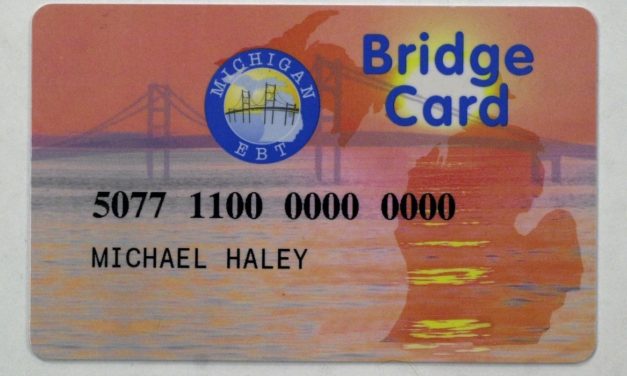 Bridge
Card
MICHIGAN
EBT
5077 1100 0000 0000
MICHAEL HALEY